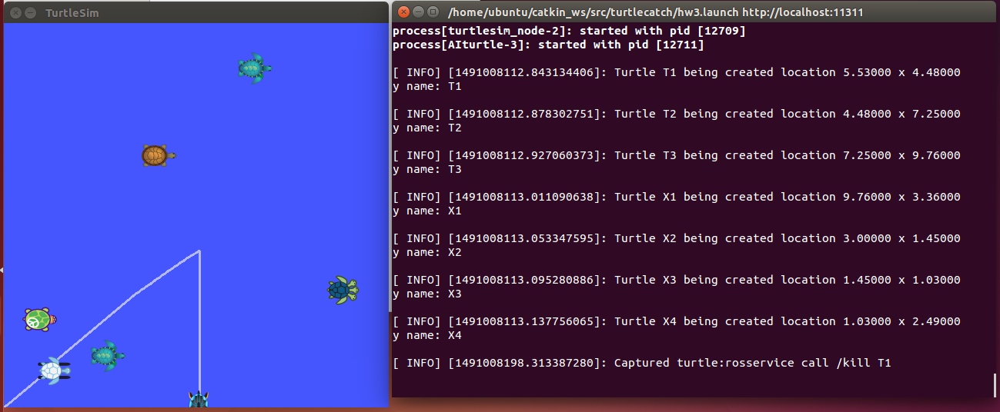 TurtleSim
/home/ubuntu/catkin_ws/src/turtlecatch/hw3.launch http://localhost:11311
process[turtlesim_node-2]: started with pid [12709]
process[AIturtle-3]: started with pid [12711]
[ INFO] [1491008112.843134406]: Turtle T1 being created location 5.53000 x 4.48000
y name: T1
[ INFO] [1491008112.878302751]: Turtle T2 being created location 4.48000 x 7.25000
y name: T2
[ INFO] [1491008112.927060373]: Turtle T3 being created location 7.25000 x 9.76000
y name: T3
[ INFO] [1491008113.011090638]: Turtle X1 being created location 9.76000 x 3.36000
y name: X1
[ INFO] [1491008113.053347595]: Turtle X2 being created location 3.00000 x 1.45000
y name: X2
[ INFO] [1491008113.095280886]: Turtle X3 being created location 1.45000 x 1.03000
y name: X3
[ INFO] [1491008113.137756065]: Turtle X4 being created location 1.03000 x 2.49000
y name: X4
[ INFO] [1491008198.313387280]: Captured turtle:rosservice call /kill T1